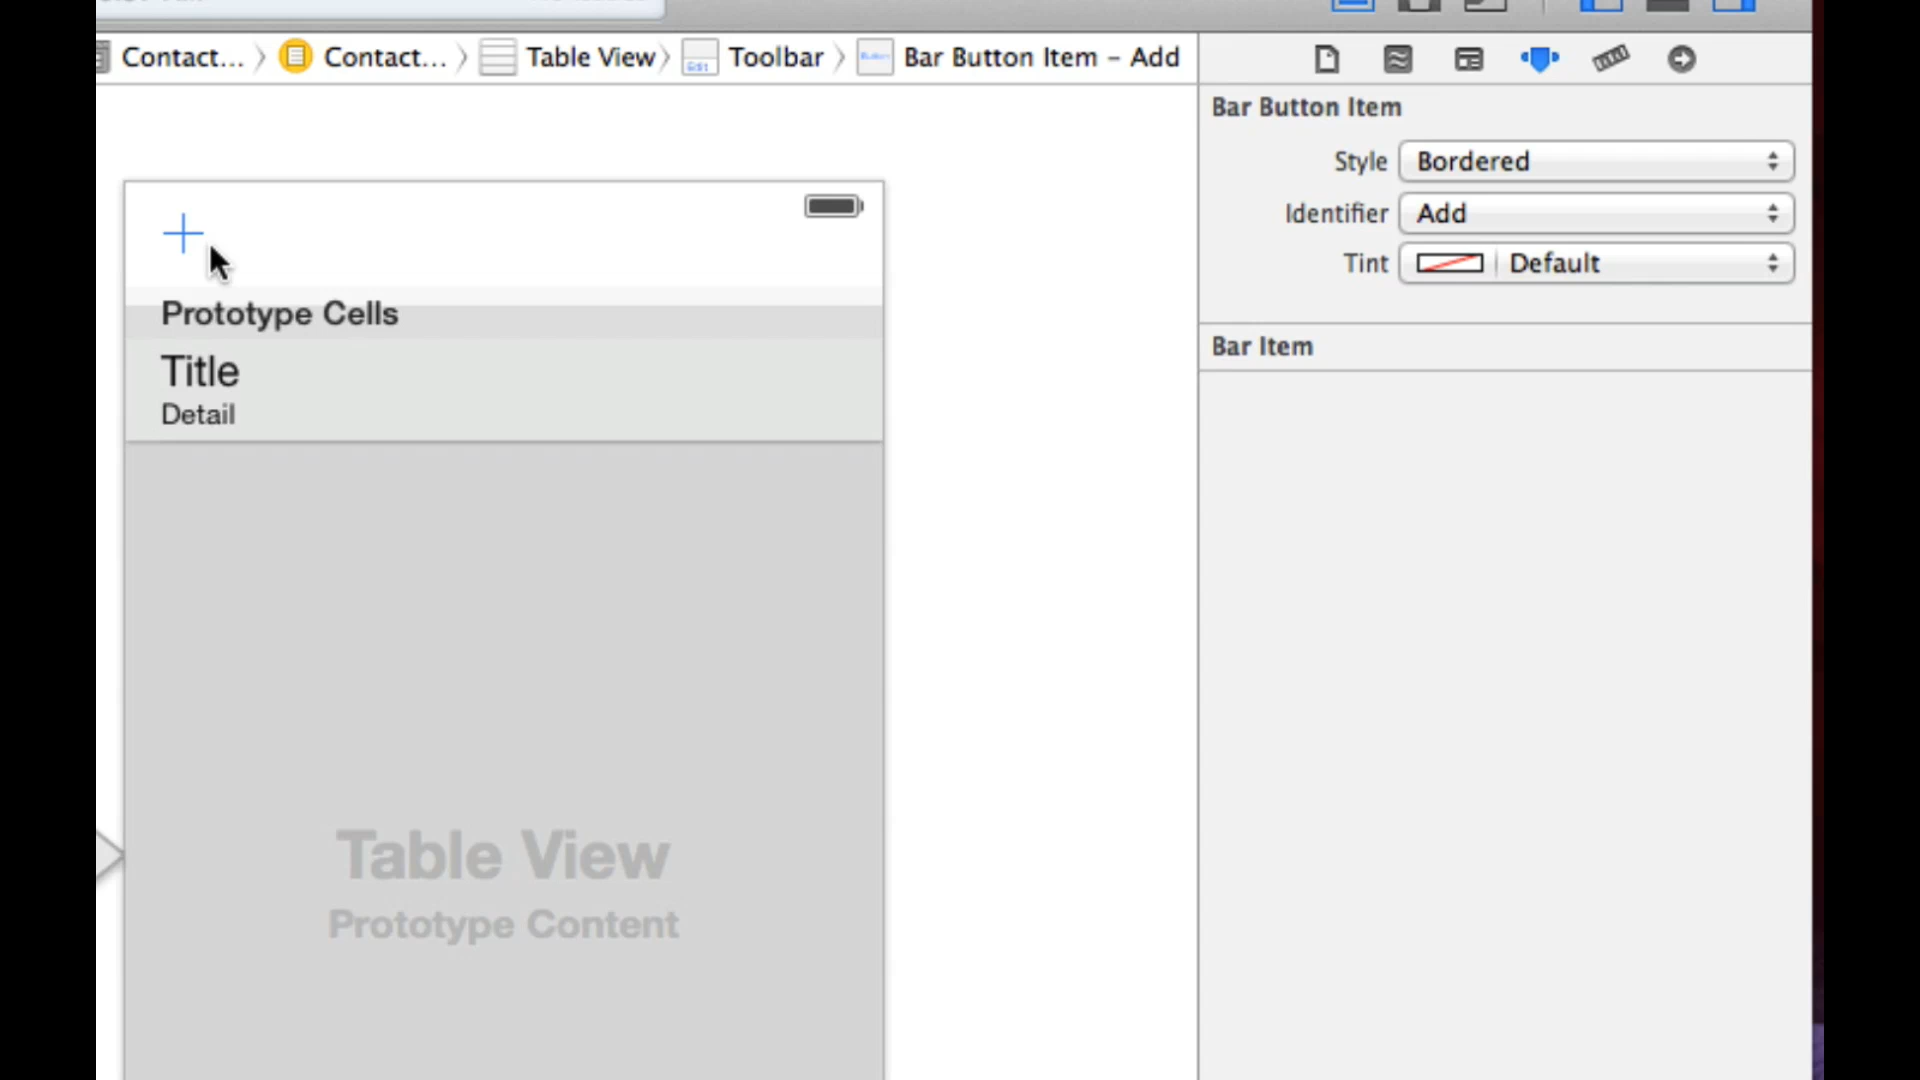 Contact... Contact... Table View Toolbar Bar Button Item – Add
Bar Button Item
Style Bordered
Identifier Add
Tint Default
Bar Item
Prototype Cells
Title
Detail
Table View
Prototype Content